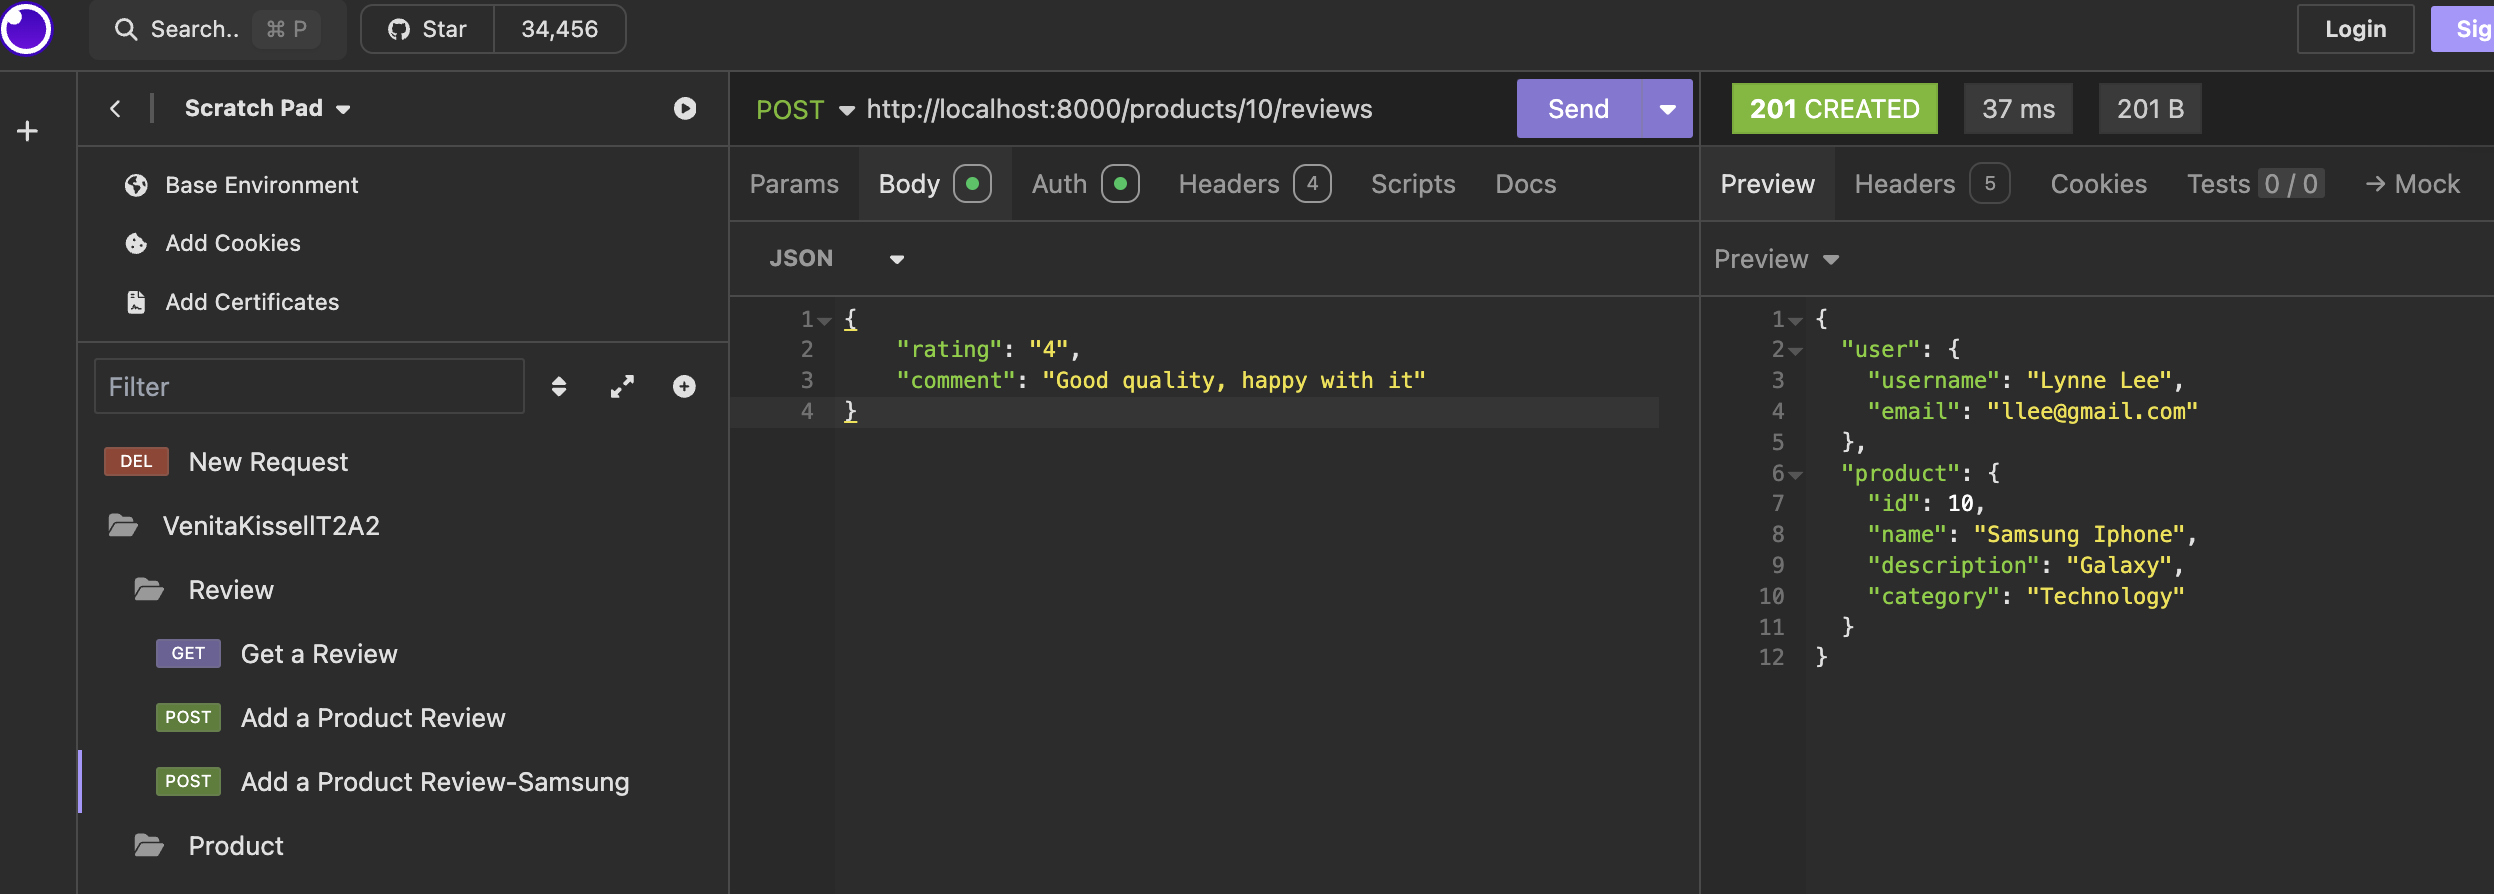 Search.. ⌘ P
Star 34,456
Login
Sig
Scratch Pad
Base Environment
Add Cookies
Add Certificates
Filter
DEL New Request
VenitaKissellT2A2
Review
GET Get a Review
POST Add a Product Review
POST Add a Product Review-Samsung
Product
POST http://localhost:8000/products/10/reviews
Send
Params Body Auth Headers 4 Scripts Docs
JSON
1 {
2 "rating": "4",
3 "comment": "Good quality, happy with it"
4 }
201 CREATED 37 ms 201 B
Preview Headers 5 Cookies Tests 0 / 0 → Mock
Preview
1 {
2 "user": {
3 "username": "Lynne Lee",
4 "email": "llee@gmail.com"
5 },
6 "product": {
7 "id": 10,
8 "name": "Samsung Iphone",
9 "description": "Galaxy",
10 "category": "Technology"
11 }
12 }